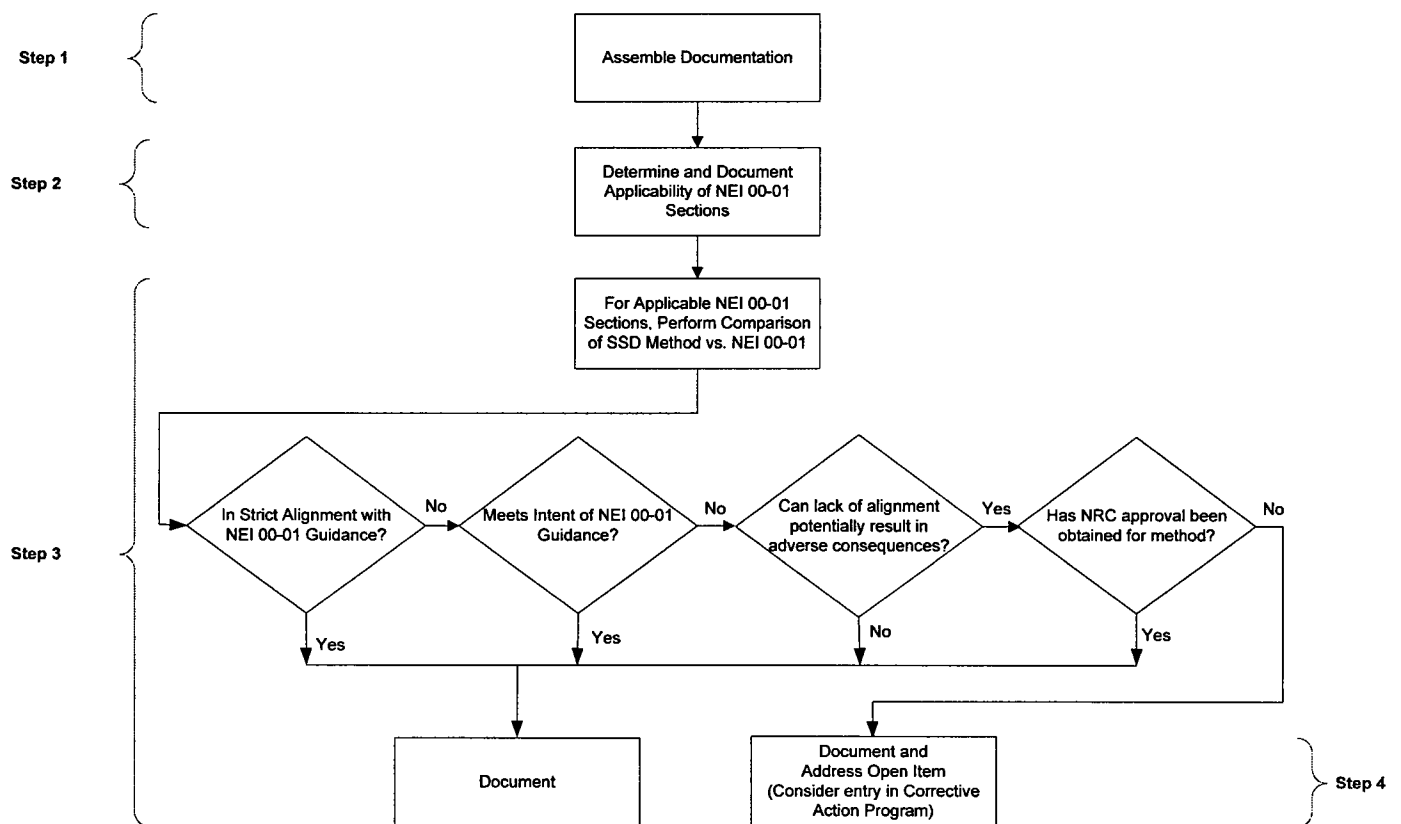 Step 1
Assemble Documentation
Step 2
Determine and Document
Applicability of NEI 00-01
Sections
For Applicable NEI 00-01
Sections, Perform Comparison
of SSD Method vs. NEI 00-01
Step 3
In Strict Alignment with
NEI 00-01 Guidance?
No
Yes
Meets Intent of NEI 00-01
Guidance?
No
Yes
Can lack of alignment
potentially result in
adverse consequences?
Yes
No
Has NRC approval been
obtained for method?
No
Yes
Document
Document and
Address Open Item
(Consider entry in Corrective
Action Program)
Step 4